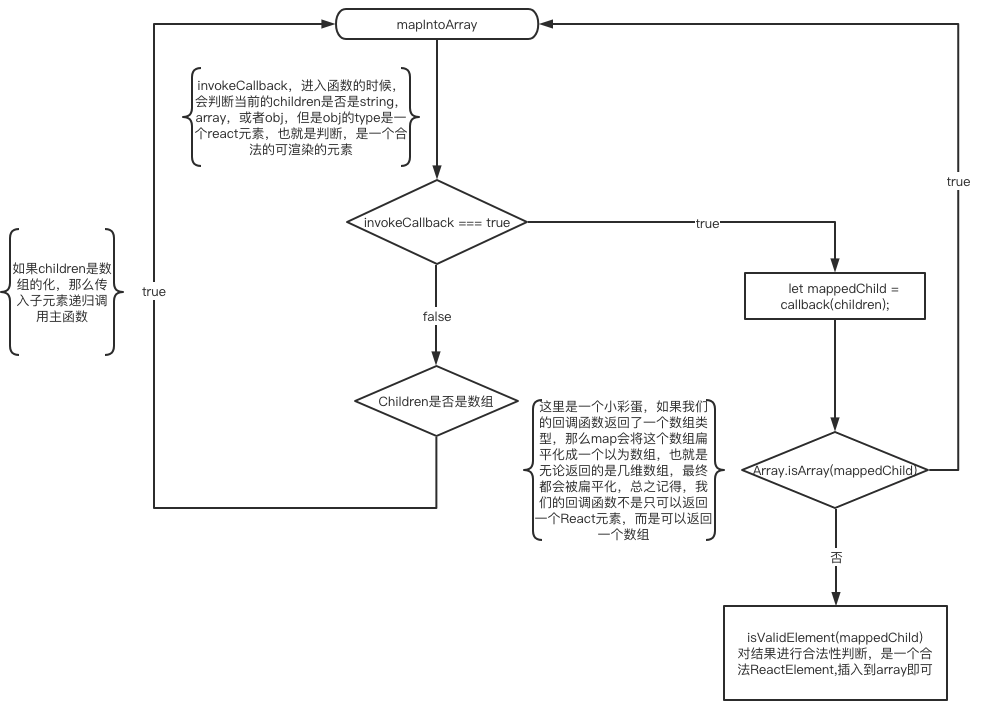 mapIntoArray
invokeCallback，进入函数的时候，
会判断当前的children是否是string，
array，或者obj，但是obj的type是一
个react元素，也就是判断，是一个合
法的可渲染的元素
true
invokeCallback === true
true
如果children是数
组的化，那么传
入子元素递归调
用主函数
true
let mappedChild =
callback(children);
false
Children是否是数组
这里是一个小彩蛋，如果我们
的回调函数返回了一个数组类
型，那么map会将这个数组扁
平化成一个以为数组，也就是
无论返回的是几维数组，最终
都会被扁平化，总之记得，我
们的回调函数不是只可以返回
一个React元素，而是可以返回
一个数组
Array.isArray(mappedChild)
否
isValidElement(mappedChild)
对结果进行合法性判断，是一个合
法ReactElement,插入到array即可